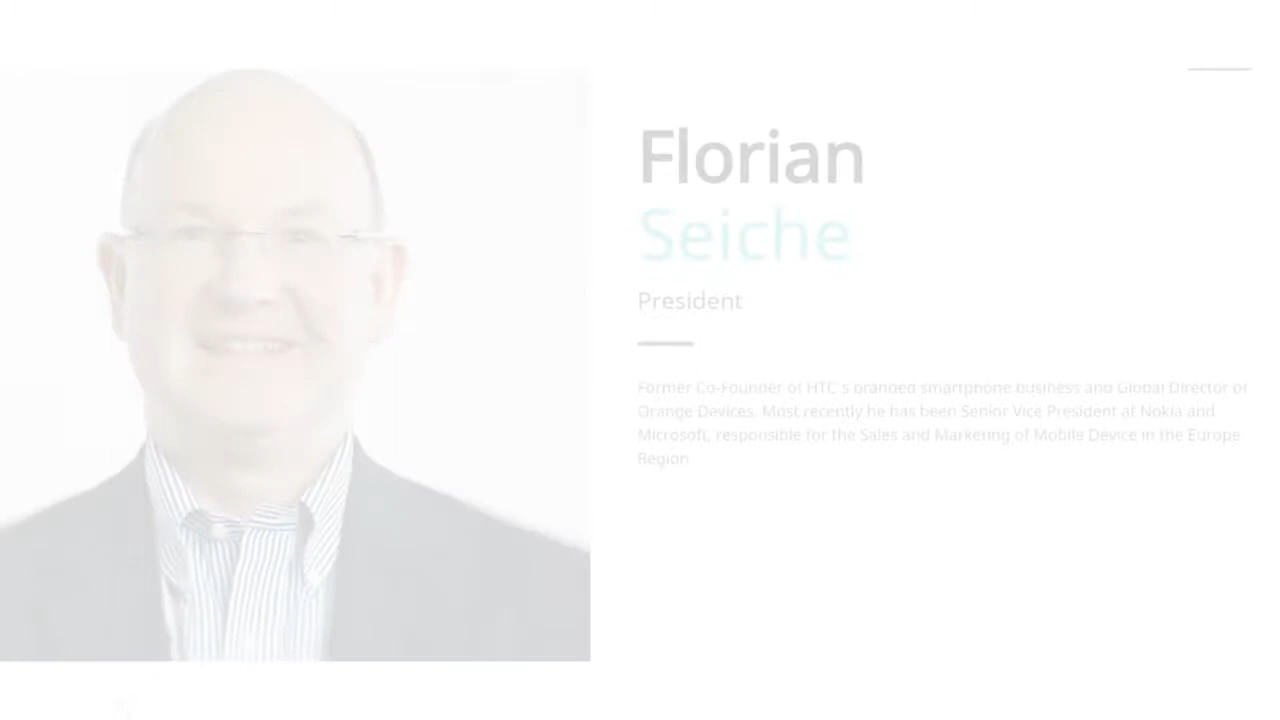 Florian
Seiche
President
Former Co-Founder of HTC's branded smartphone business and Global Director of
Orange Devices. Most recently he has been Senior Vice President at Nokia and
Microsoft, responsible for the Sales and Marketing of Mobile Device in the Europe
Region